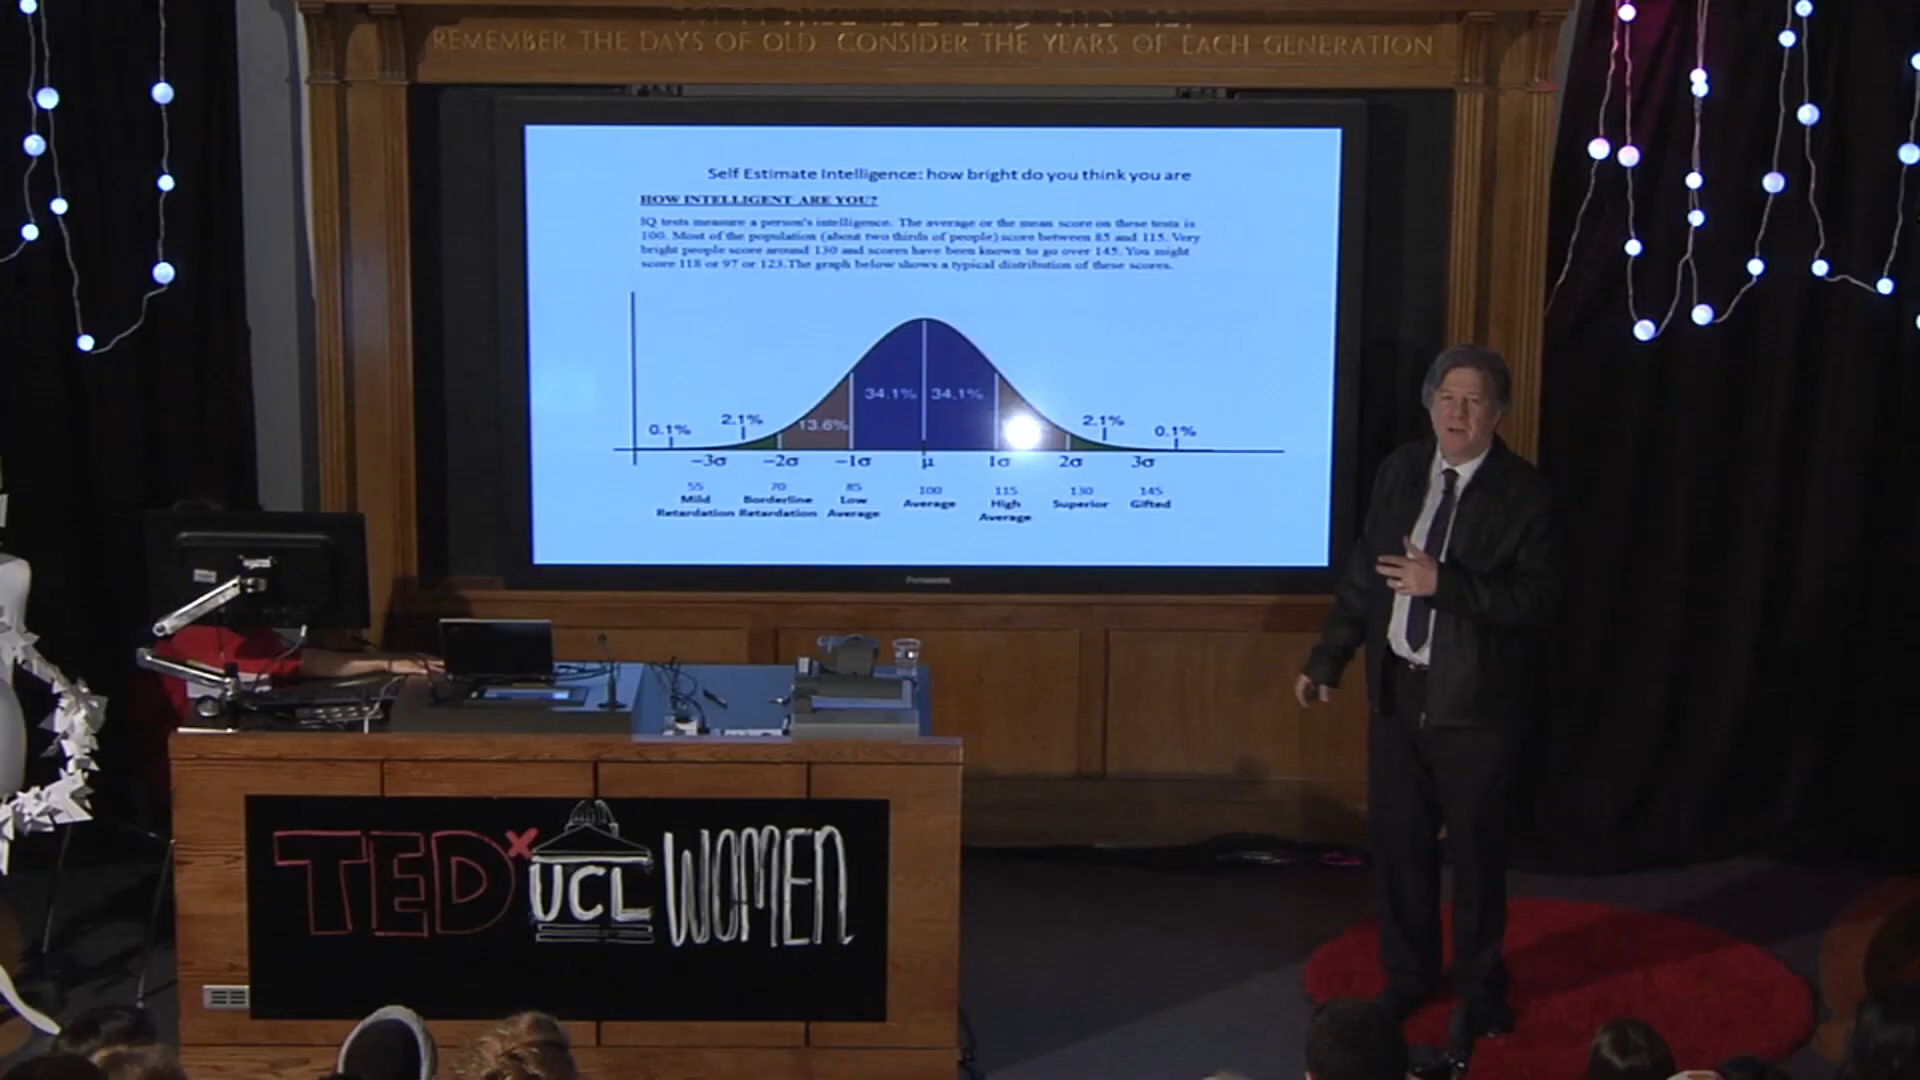 REMEMBER THE DAYS OF OLD CONSIDER THE YEARS OF EACH GENERATION
Self Estimate Intelligence: how bright do you think you are
HOW INTELLIGENT ARE YOU?
IQ tests measure a person's intelligence. The average or the mean score on these tests is
100. Most of the population (about two thirds of people) score between 85 and 115. Very
bright people score around 130 and scores have been known to go over 145. You might
score 118 or 97 or 123. The graph below shows a typical distribution of these scores.
34.1% 34.1%
0.1% 2.1% 13.6% 2.1% 0.1%
−3σ −2σ −1σ μ 1σ 2σ 3σ
55 70 85 100 115 130 145
Mild Borderline Low Average High Superior Gifted
Retardation Retardation Average Average
Panasonic
TEDx UCL WOMEN